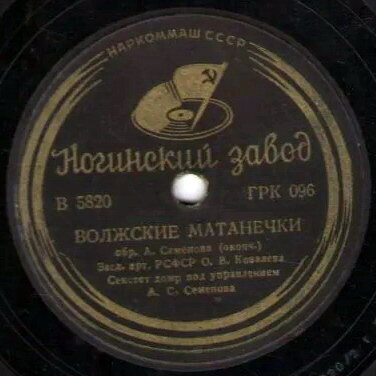 НАРКОММАШ СССР
Ногинский завод
В 5820 ГРК 096
ВОЛЖСКИЕ МАТАНЕЧКИ
обр. А. Семенова (оконч.)
Засл. арт. РСФСР О. В. Ковалева
Секстет домр под управлением
А. С. Семенова